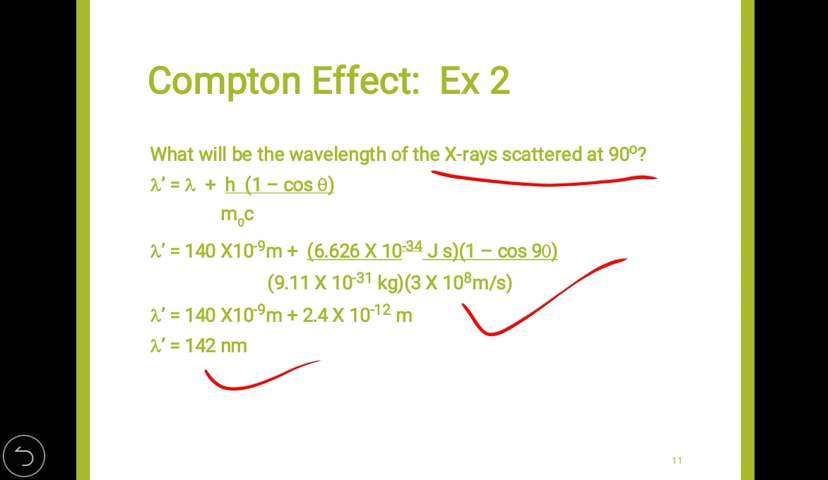 Compton Effect: Ex 2
What will be the wavelength of the X-rays scattered at 90º?
λ’ = λ + h (1 – cos θ)
m₀c
λ’ = 140 X10⁻⁹m + (6.626 X 10⁻³⁴ J s)(1 – cos 90)
(9.11 X 10⁻³¹ kg)(3 X 10⁸m/s)
λ’ = 140 X10⁻⁹m + 2.4 X 10⁻¹² m
λ’ = 142 nm
11